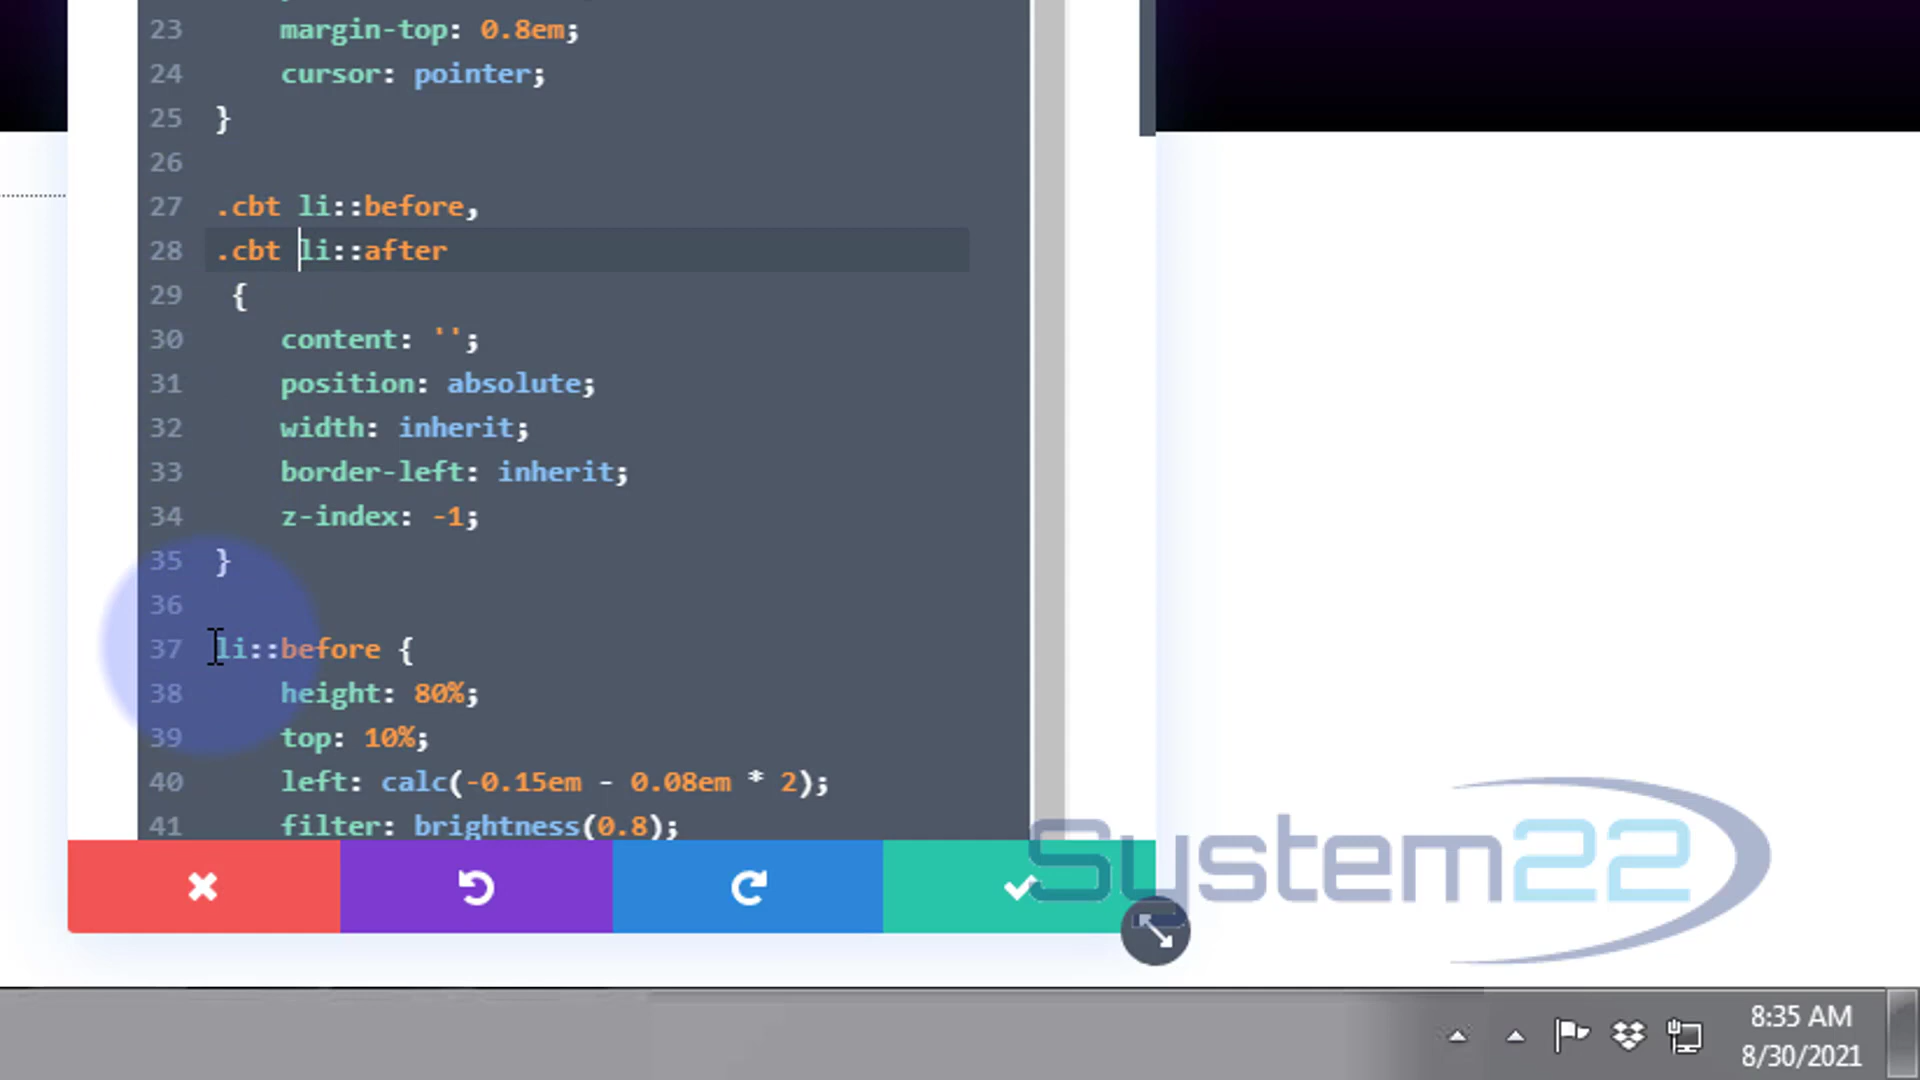 23 margin-top: 0.8em;
24 cursor: pointer;
25 }
26
27 .cbt li::before,
28 .cbt li::after
29 {
30 content: '';
31 position: absolute;
32 width: inherit;
33 border-left: inherit;
34 z-index: -1;
35 }
36
37 li::before {
38 height: 80%;
39 top: 10%;
40 left: calc(-0.15em - 0.08em * 2);
41 filter: brightness(0.8);
System22
8:35 AM
8/30/2021